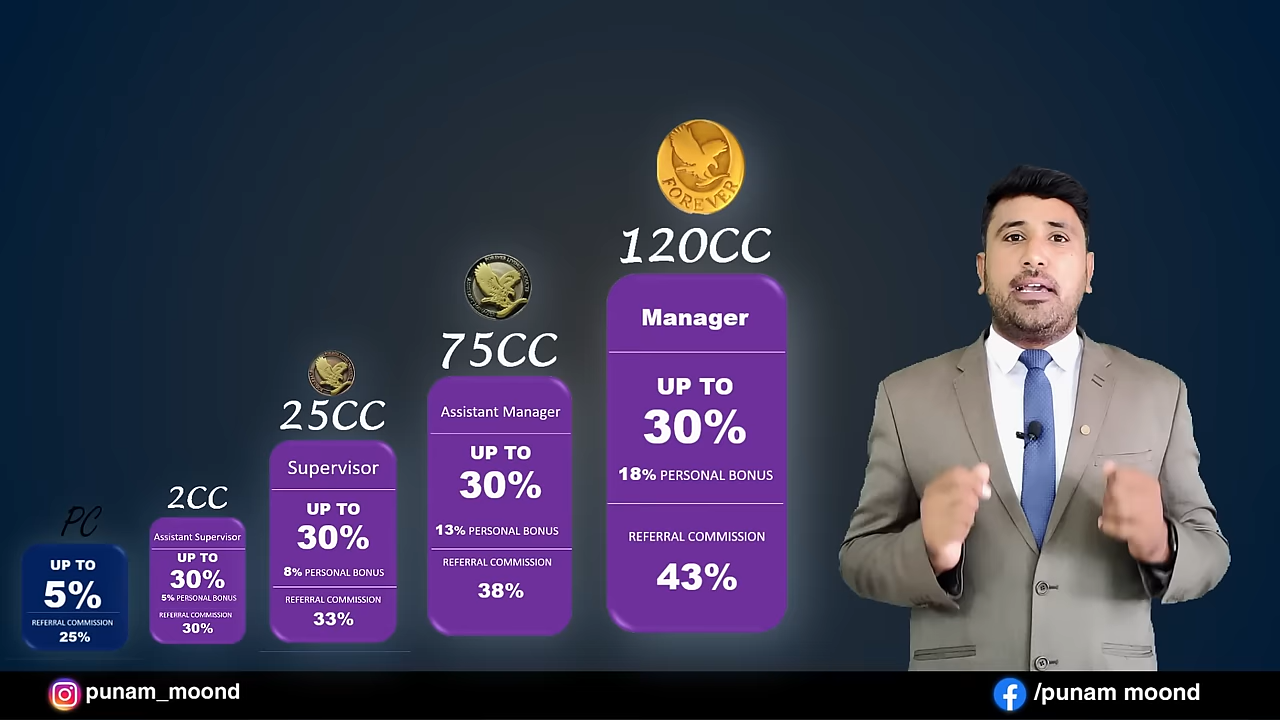 PC
UP TO
5%
REFERRAL COMMISSION
25%
2CC
Assistant Supervisor
UP TO
30%
5% PERSONAL BONUS
REFERRAL COMMISSION
30%
25CC
Supervisor
UP TO
30%
8% PERSONAL BONUS
REFERRAL COMMISSION
33%
75CC
Assistant Manager
UP TO
30%
13% PERSONAL BONUS
REFERRAL COMMISSION
38%
FOREVER
120CC
Manager
UP TO
30%
18% PERSONAL BONUS
REFERRAL COMMISSION
43%
punam_moond
/punam moond